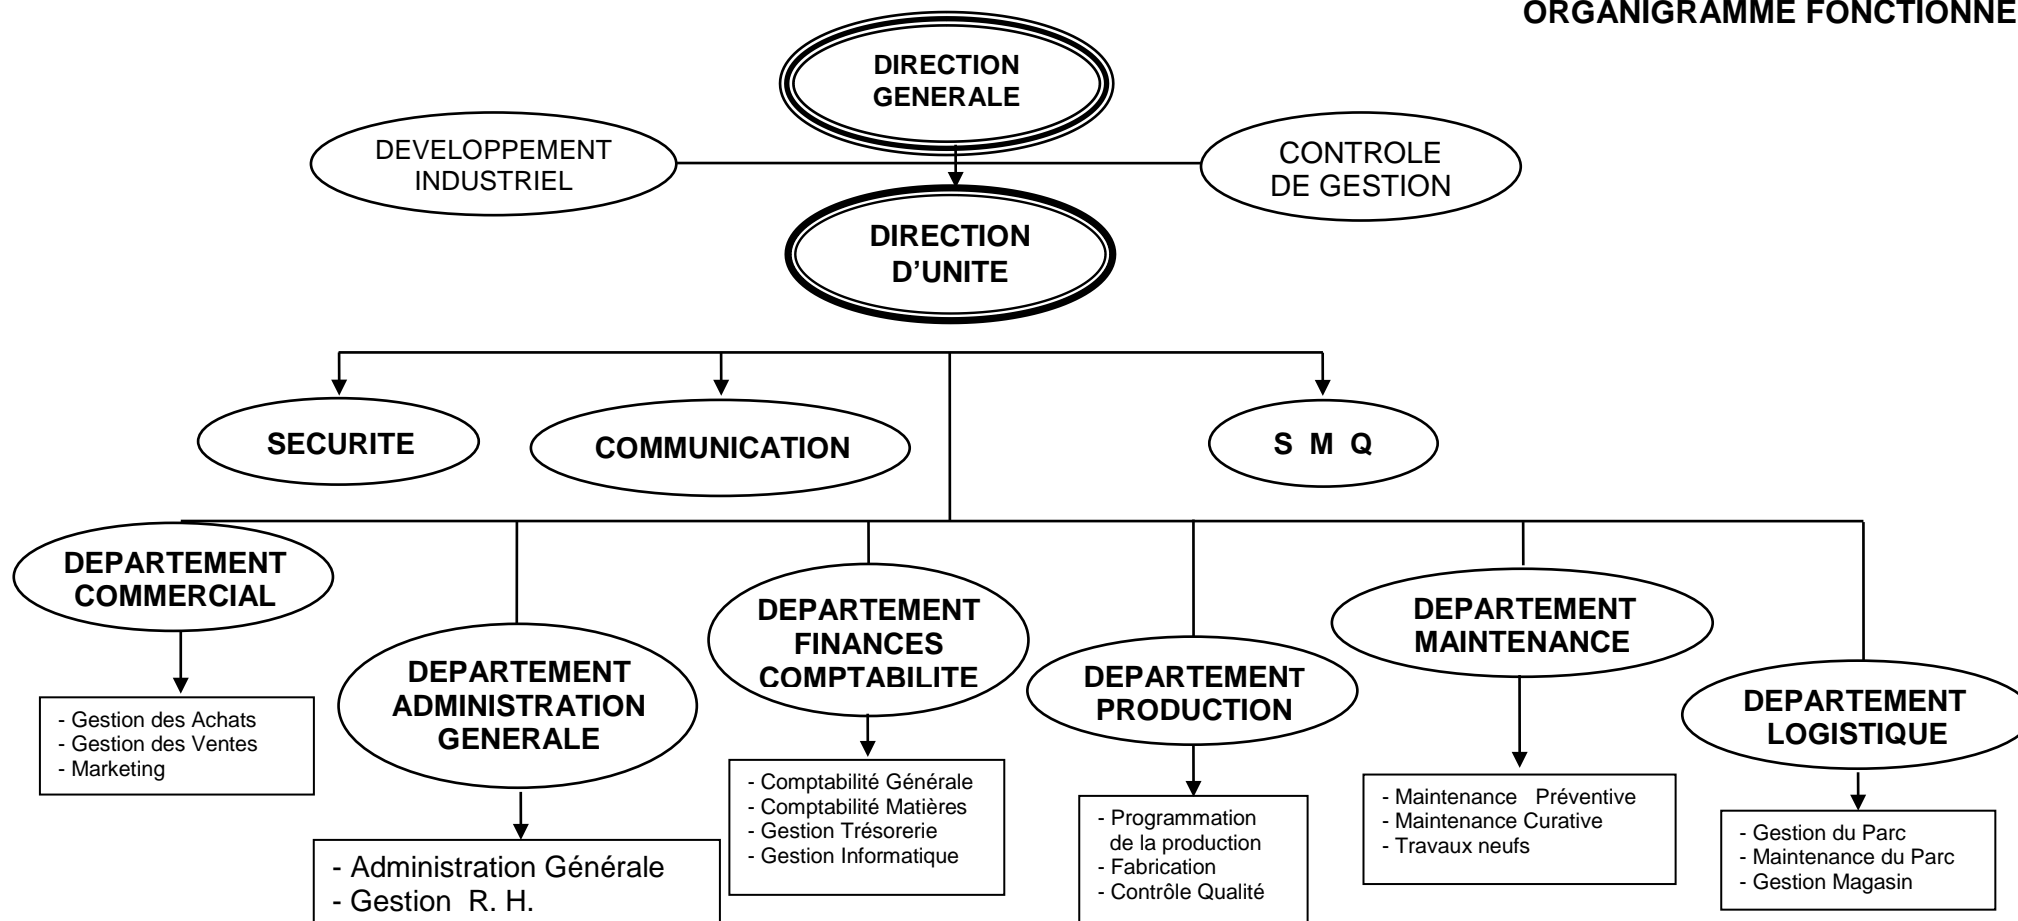 ORGANIGRAMME FONCTIONNE
DIRECTION
GENERALE
DEVELOPPEMENT
INDUSTRIEL
CONTROLE
DE GESTION
DIRECTION
D’UNITE
SECURITE
COMMUNICATION
S M Q
DEPARTEMENT
COMMERCIAL
- Gestion des Achats
- Gestion des Ventes
- Marketing
DEPARTEMENT
ADMINISTRATION
GENERALE
- Administration Générale
- Gestion R. H.
DEPARTEMENT
FINANCES
COMPTABILITE
- Comptabilité Générale
- Comptabilité Matières
- Gestion Trésorerie
- Gestion Informatique
DEPARTEMENT
PRODUCTION
- Programmation
de la production
- Fabrication
- Contrôle Qualité
DEPARTEMENT
MAINTENANCE
- Maintenance Préventive
- Maintenance Curative
- Travaux neufs
DEPARTEMENT
LOGISTIQUE
- Gestion du Parc
- Maintenance du Parc
- Gestion Magasin